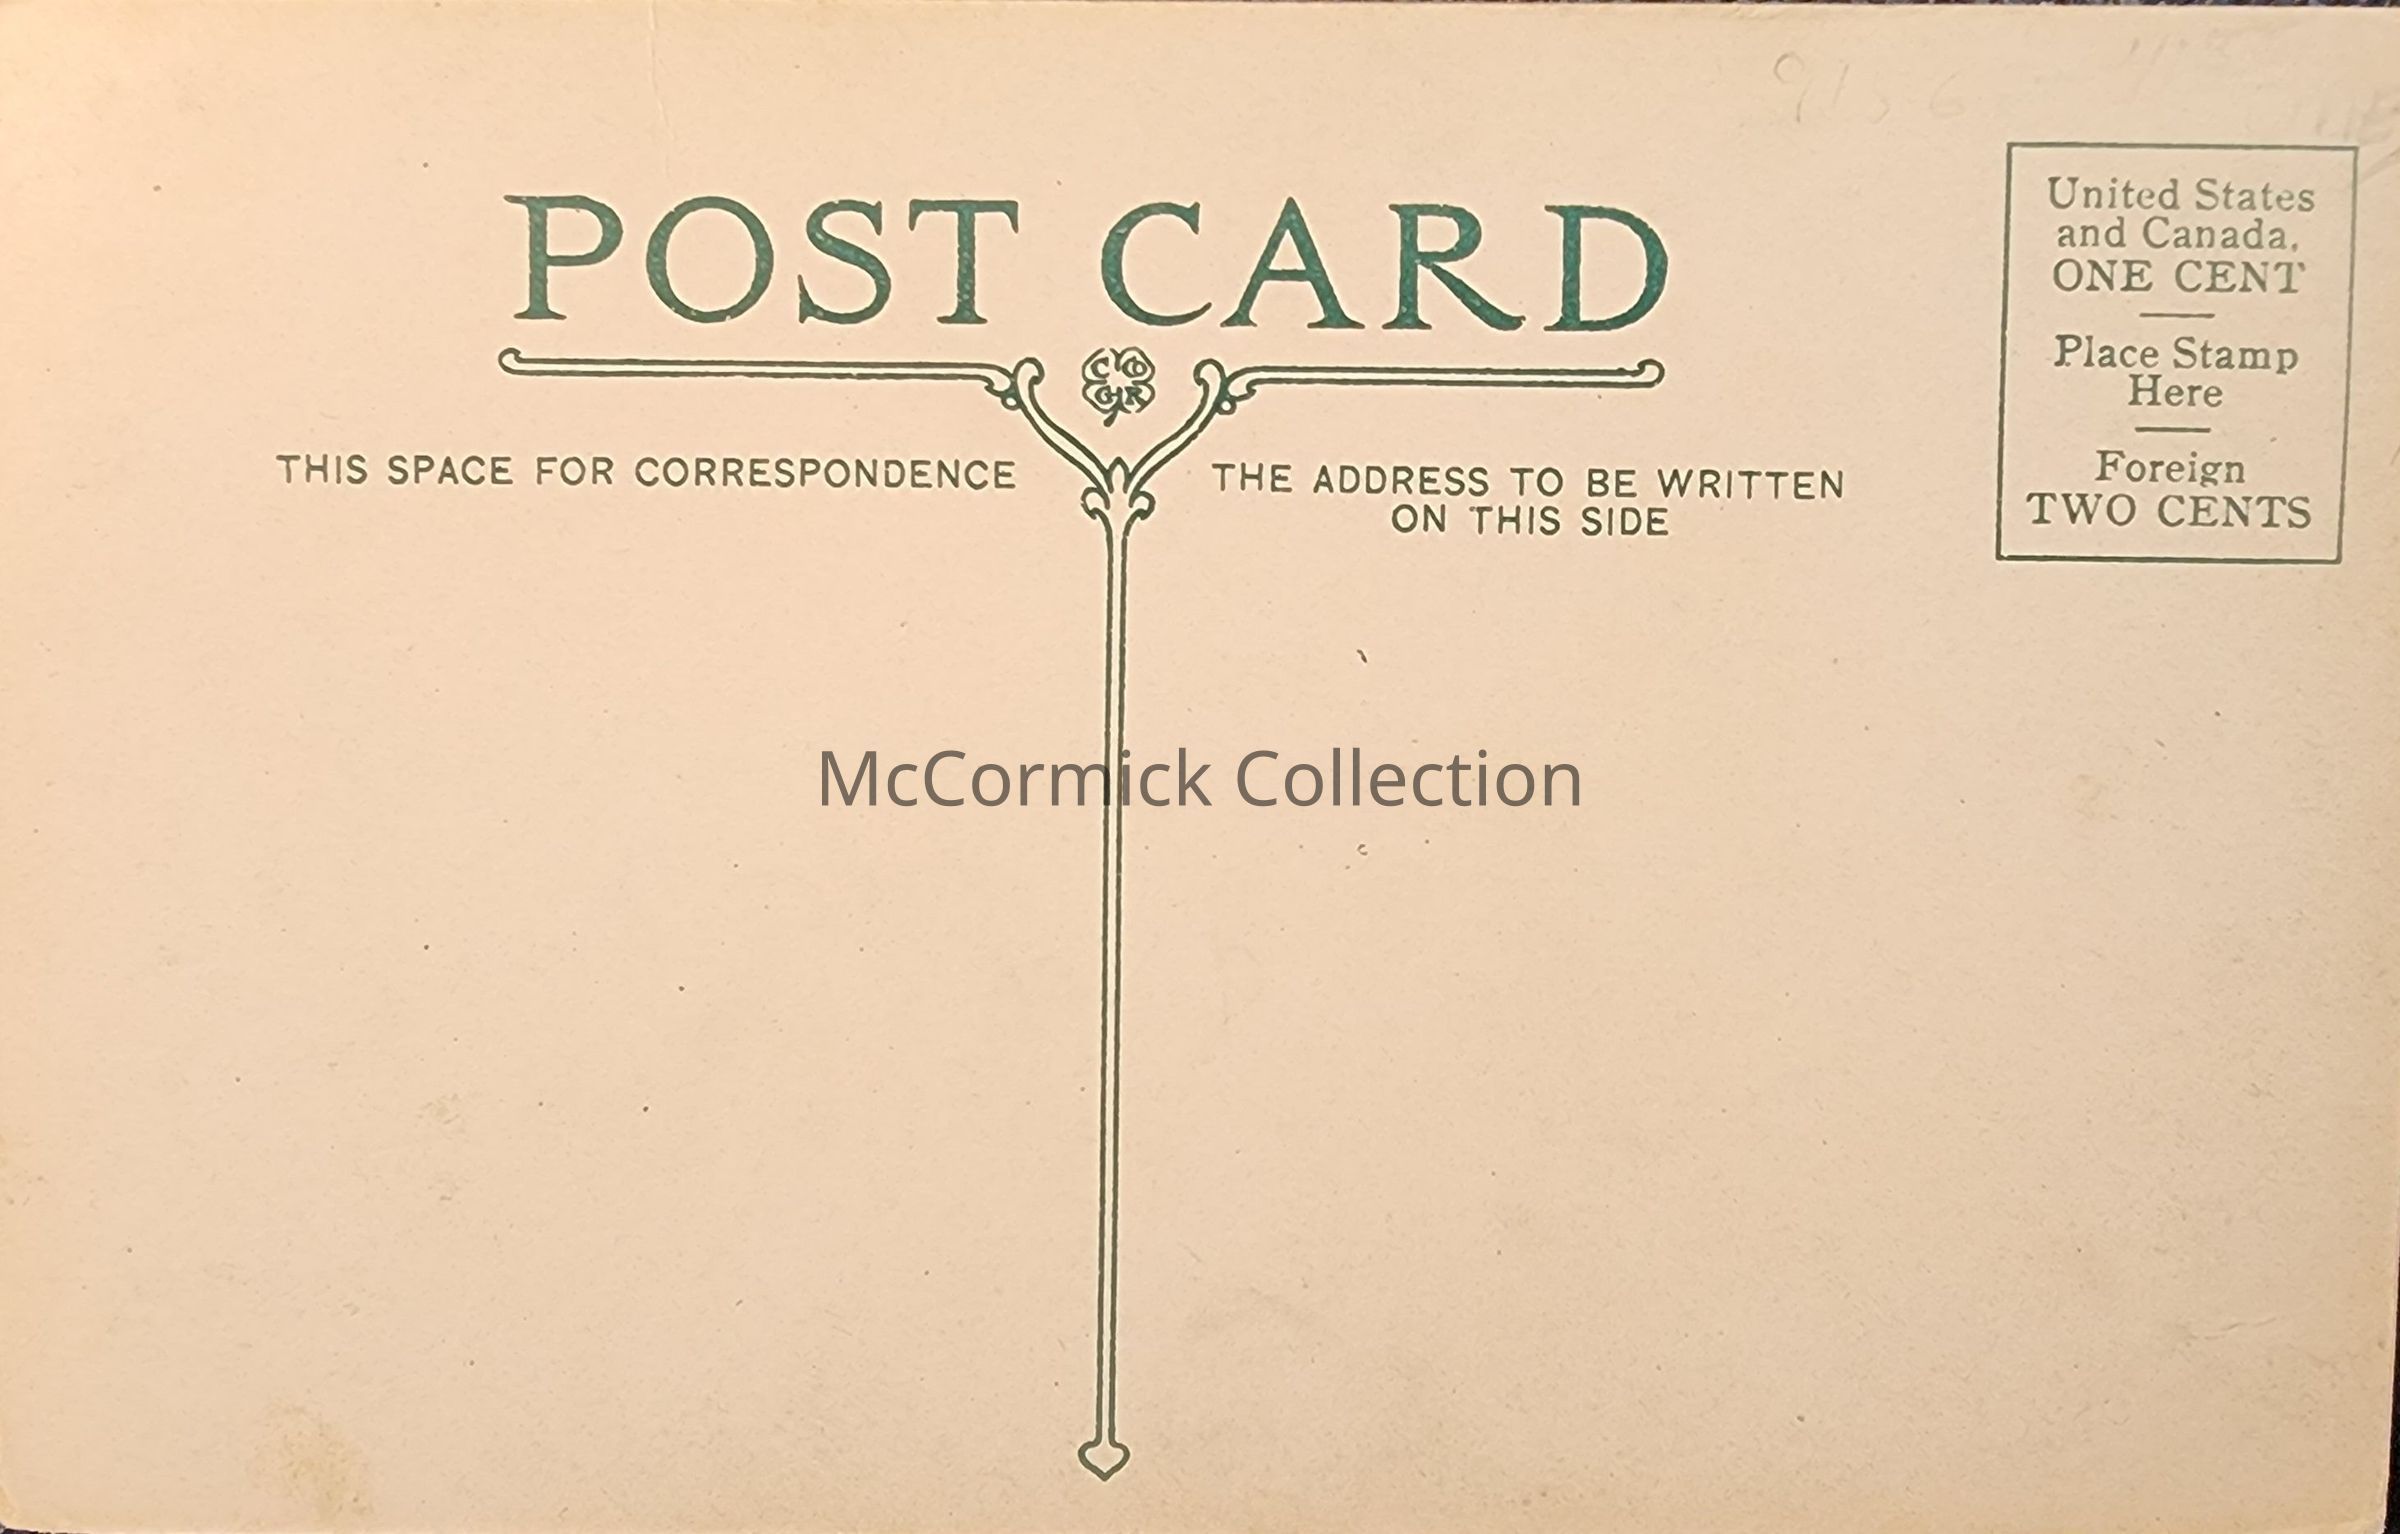 POST CARD
THIS SPACE FOR CORRESPONDENCE
THE ADDRESS TO BE WRITTEN
ON THIS SIDE
United States
and Canada,
ONE CENT
Place Stamp
Here
Foreign
TWO CENTS
McCormick Collection